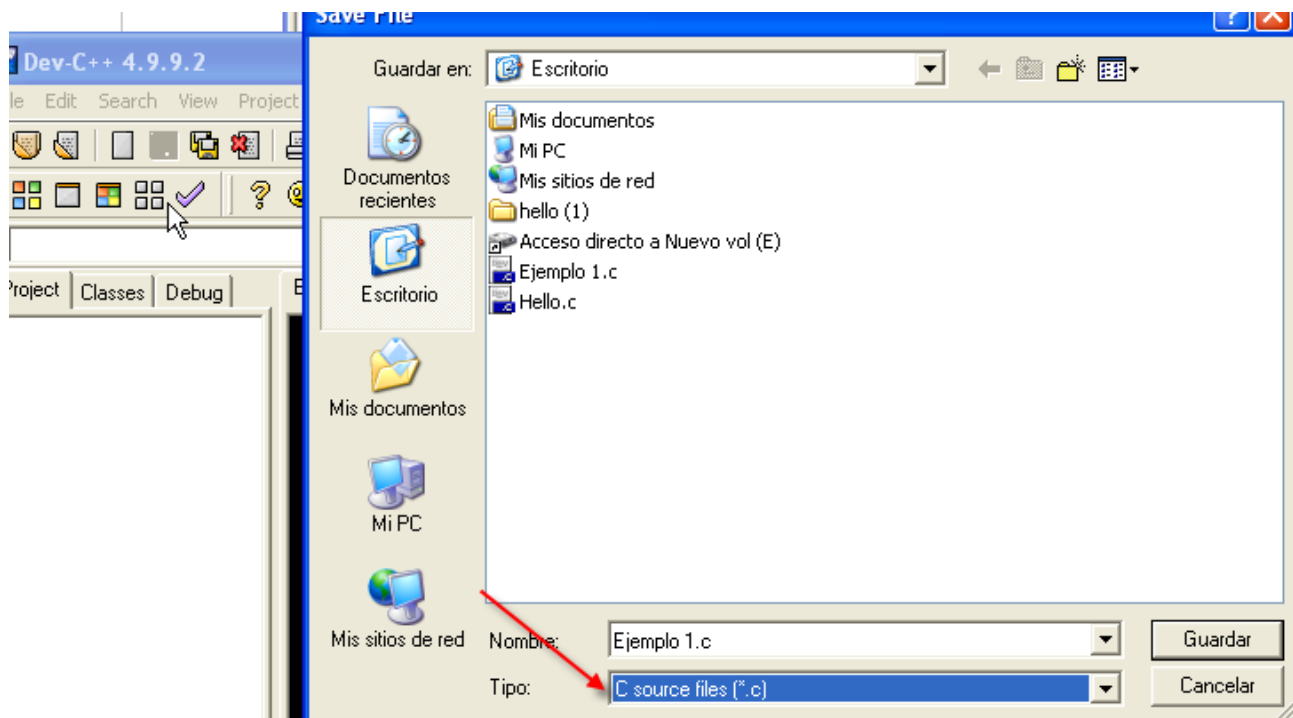 Save File
Dev-C++ 4.9.9.2
Edit Search View Project
Project Classes Debug
Guardar en: Escritorio
Documentos
recientes
Escritorio
Mis documentos
Mi PC
Mis sitios de red
Mis documentos
Mi PC
Mis sitios de red
hello (1)
Acceso directo a Nuevo vol (E)
Ejemplo 1.c
Hello.c
Nombre: Ejemplo 1.c Guardar
Tipo: C source files (*.c) Cancelar